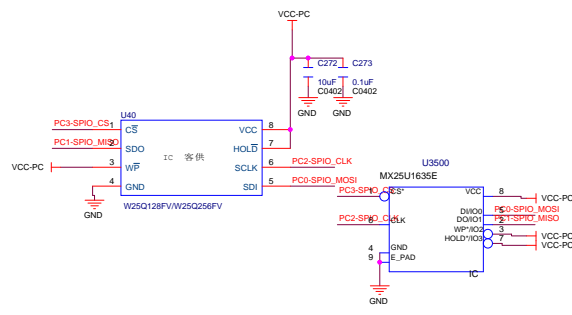 VCC-PC
C272
C273
10uF
0.1uF
C0402
C0402
GND
GND
U40
PC3-SPIO_CS
1
CS
VCC
8
PC1-SPIO_MISO
2
SDO
HOLD
7
VCC-PC
3
WP
SCLK
6
PC2-SPIO_CLK
4
GND
SDI
5
PC0-SPIO_MOSI
IC 客供
GND
W25Q128FV/W25Q256FV
U3500
MX25U1635E
PC3-SPIO_CS
1
CS*
VCC
8
VCC-PC
DI/IO0
5
PC0-SPIO_MOSI
PC2-SPIO_CLK
6
CLK
DO/IO1
2
PC1-SPIO_MISO
WP*/IO2
3
VCC-PC
HOLD*/IO3
7
VCC-PC
4
GND
9
E_PAD
IC
GND